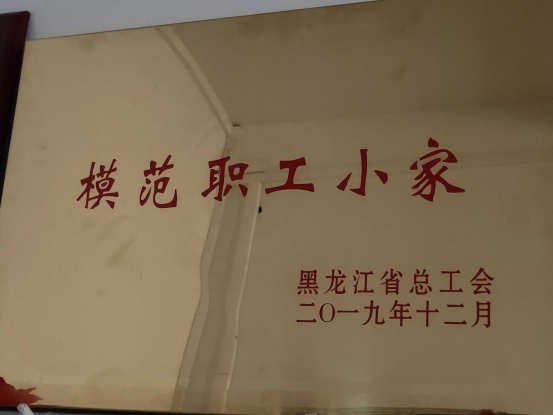 模范职工小家
黑龙江省总工会
二〇一九年十二月